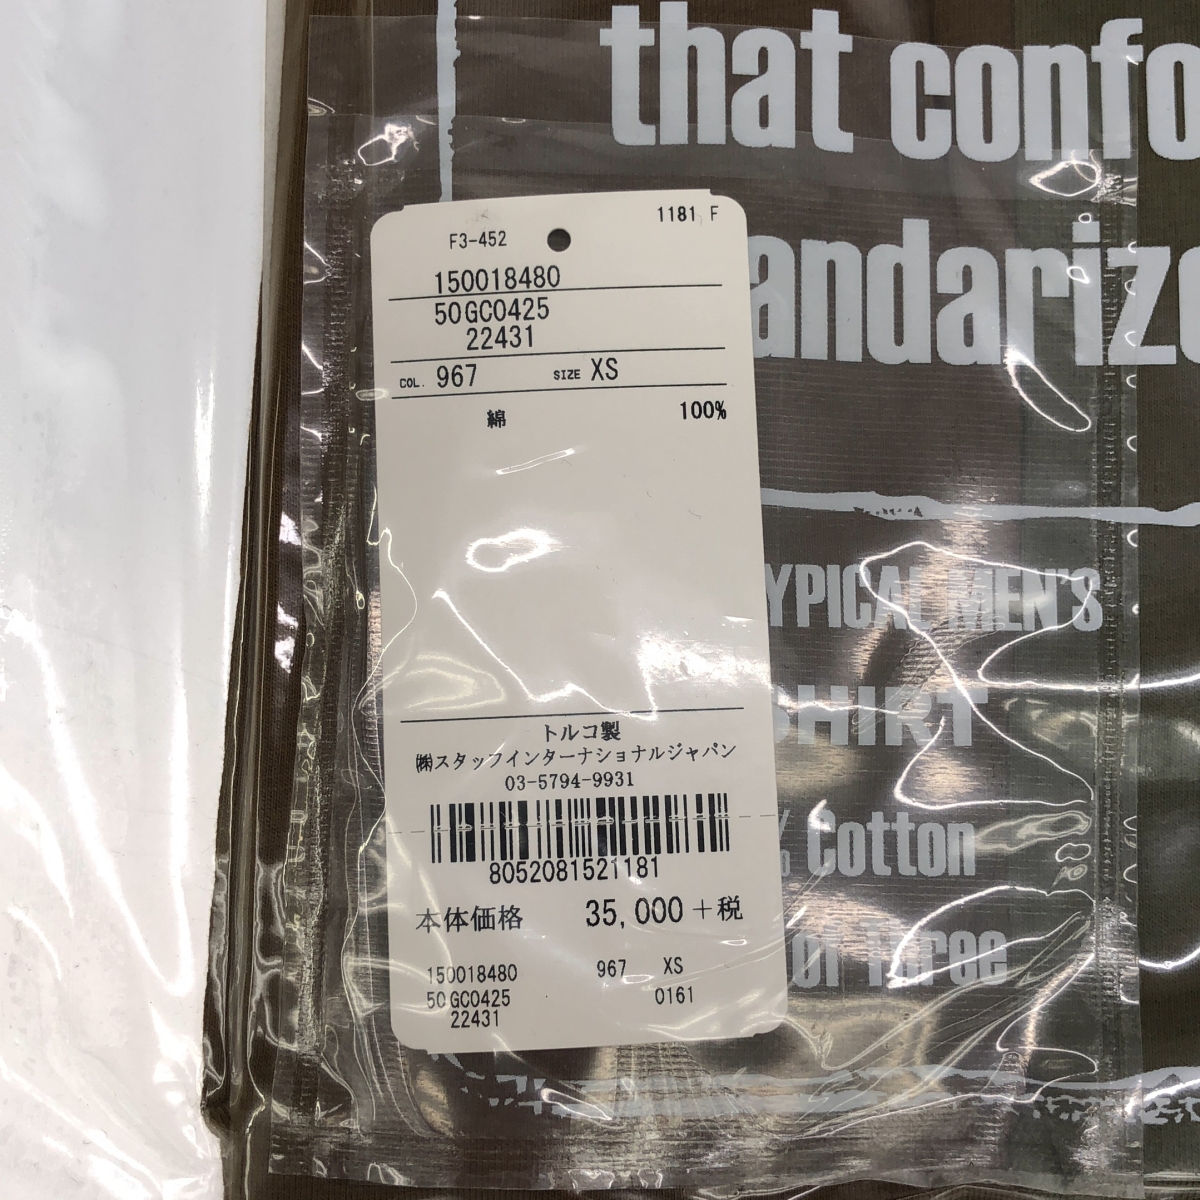 that confo
andarize
YPICAL MEN'S
SHIRT
% Cotton
of Three
1181 F
F3-452
150018480
50GC0425
22431
COL. 967 SIZE XS
綿 100%
トルコ製
㈱スタッフインターナショナルジャパン
03-5794-9931
8052081521181
本体価格 35,000+税
150018480 967 XS
50GC0425 0161
22431